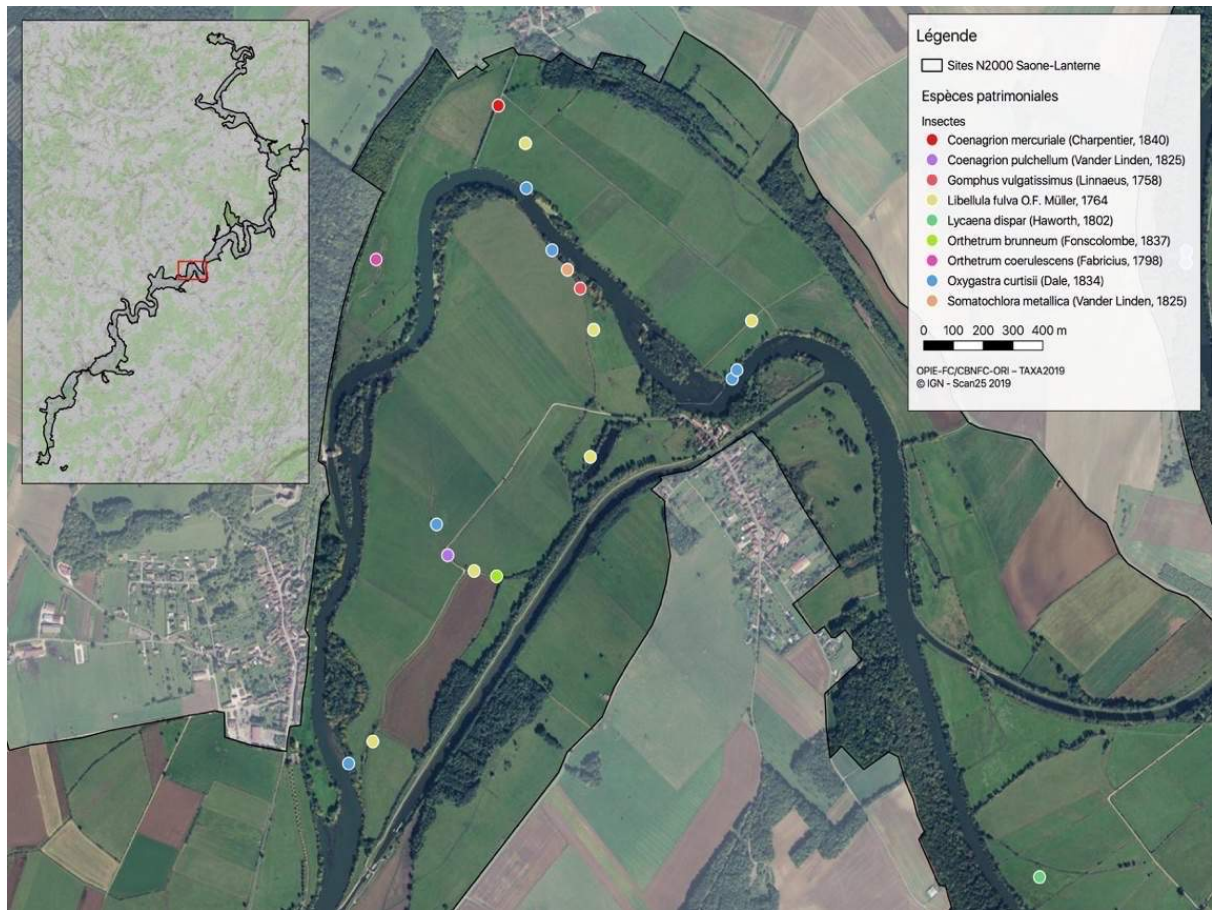 Légende
Sites N2000 Saone-Lanterne
Espèces patrimoniales
Insectes
Coenagrion mercuriale (Charpentier, 1840)
Coenagrion pulchellum (Vander Linden, 1825)
Gomphus vulgatissimus (Linnaeus, 1758)
Libellula fulva O.F. Müller, 1764
Lycaena dispar (Haworth, 1802)
Orthetrum brunneum (Fonscolombe, 1837)
Orthetrum coerulescens (Fabricius, 1798)
Oxygastra curtisii (Dale, 1834)
Somatochlora metallica (Vander Linden, 1825)
0 100 200 300 400 m
OPIE-FC/CBNFC-ORI – TAXA2019
© IGN - Scan25 2019